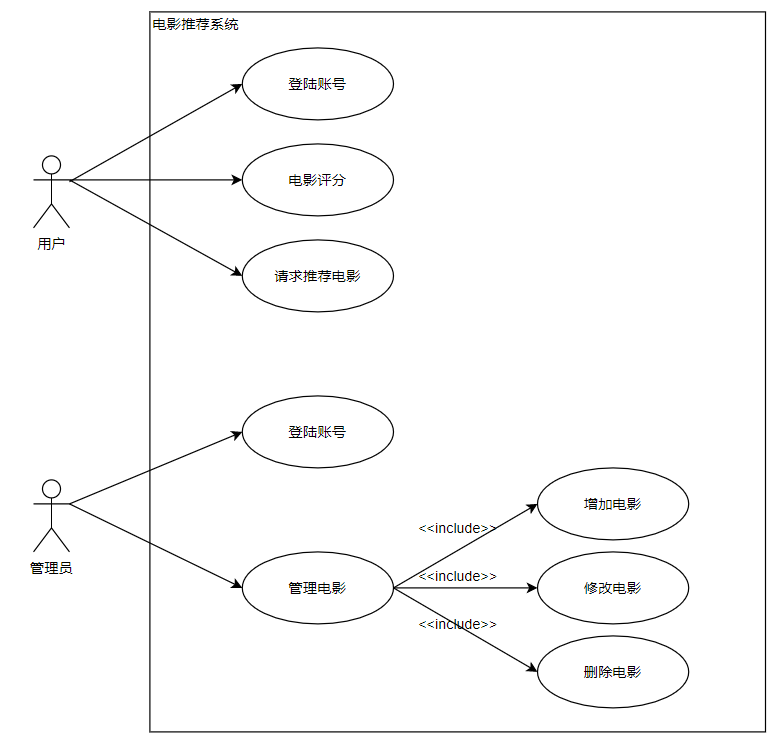 电影推荐系统
登陆账号
电影评分
用户
请求推荐电影
登陆账号
增加电影
<<include>>
管理员
<<include>>
管理电影
修改电影
<<include>>
删除电影